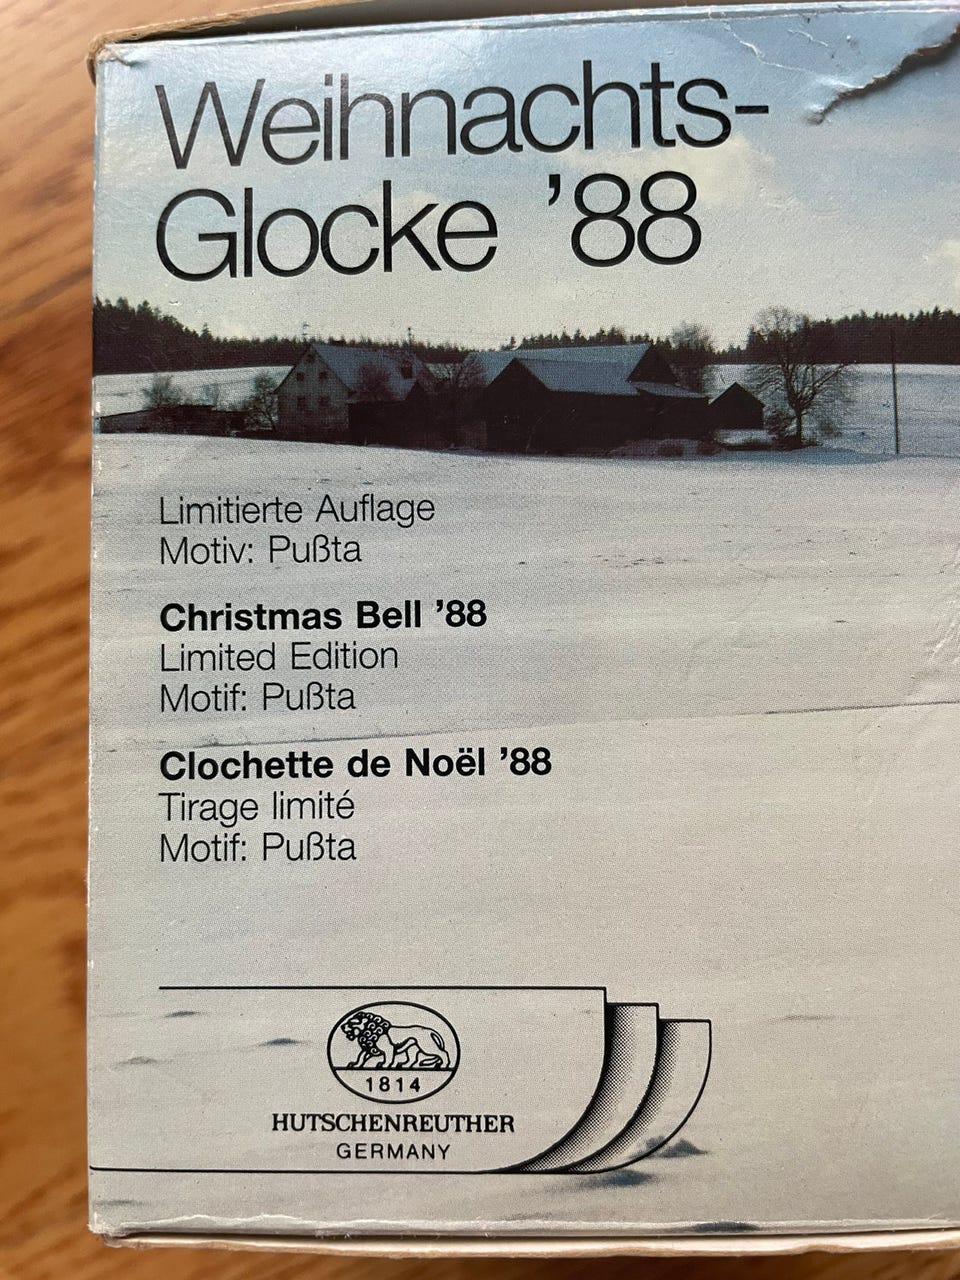 Weihnachts-
Glocke ’88
Limitierte Auflage
Motiv: Pußta
Christmas Bell ’88
Limited Edition
Motif: Pußta
Clochette de Noël ’88
Tirage limité
Motif: Pußta
1814
HUTSCHENREUTHER
GERMANY